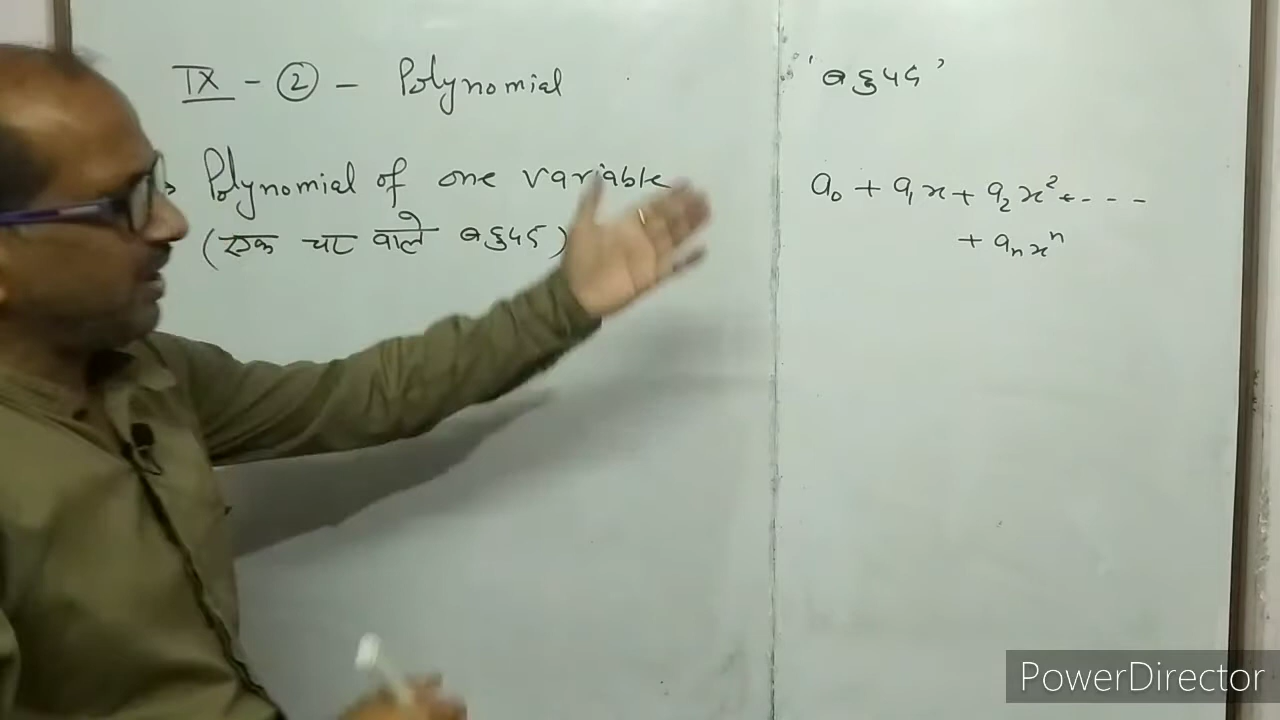 IX - ② - Polynomial
Polynomial of one variable
(एक चर वाले बहुपद)
'बहुपद'
a₀ + a₁x + a₂x² + - - -
+ aₙxⁿ
PowerDirector